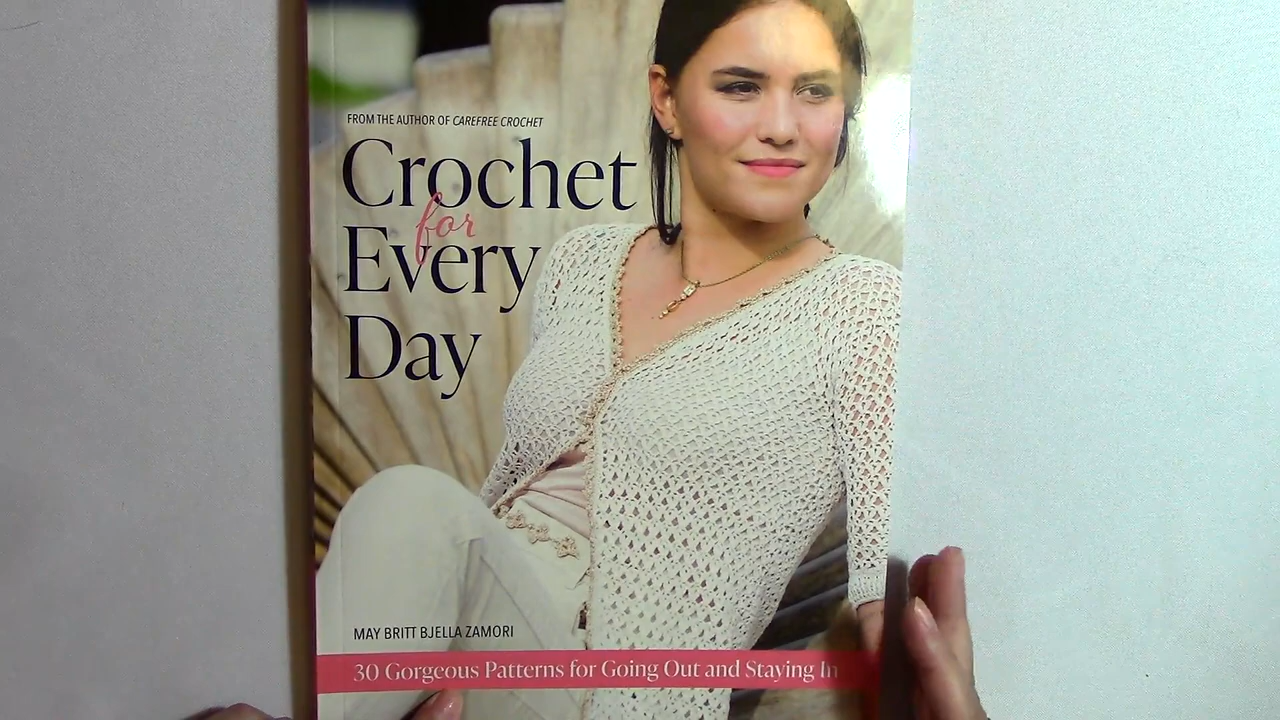 FROM THE AUTHOR OF CAREFREE CROCHET
Crochet
for
Every
Day
MAY BRITT BJELLA ZAMORI
30 Gorgeous Patterns for Going Out and Staying In